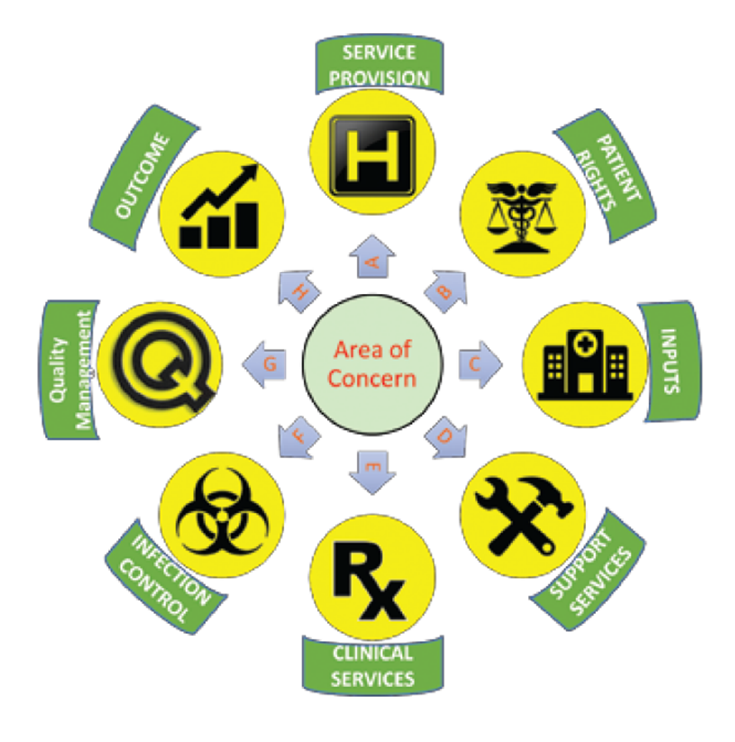 SERVICE
PROVISION
H
PATIENT
RIGHTS
INPUTS
SUPPORT
SERVICES
Rx
CLINICAL
SERVICES
INFECTION
CONTROL
Q
Quality
Management
OUTCOME
Area of
Concern
A
B
C
D
E
F
G
H